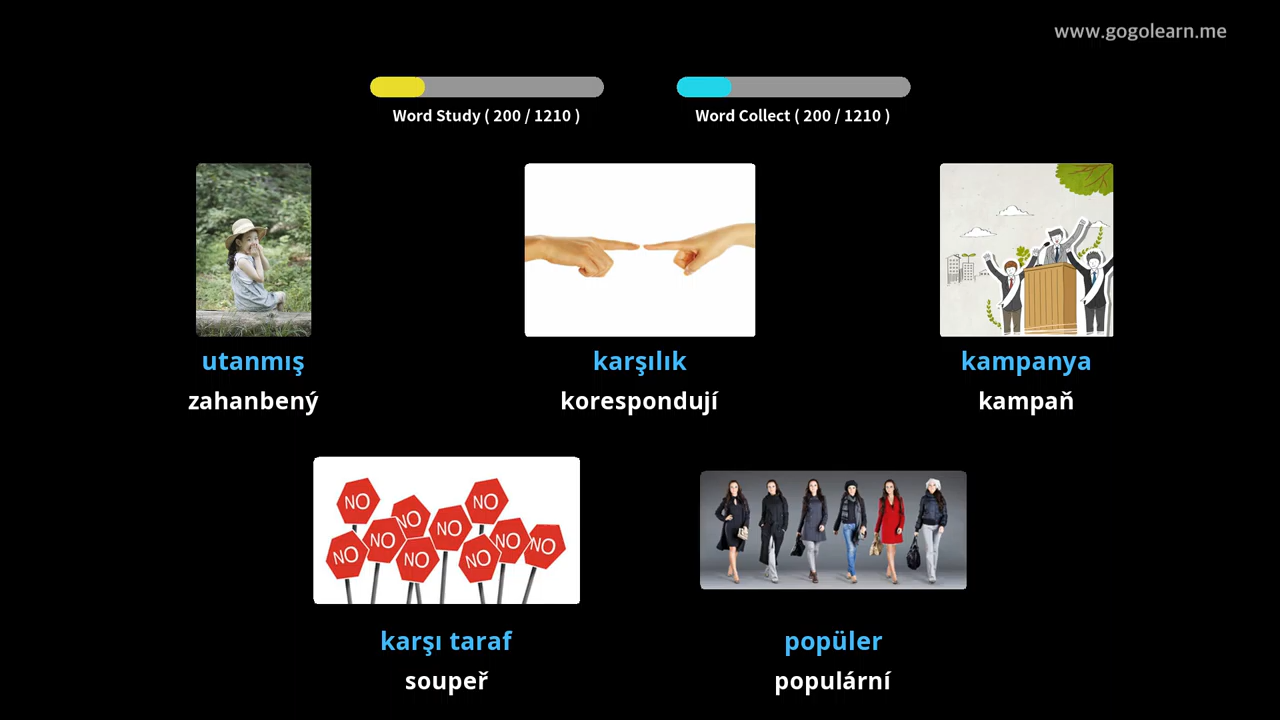 www.gogolearn.me
Word Study ( 200 / 1210 )
Word Collect ( 200 / 1210 )
utanmış
zahanbený
karşılık
korespondují
kampanya
kampaň
NO
NO
NO
NO
NO
NO
NO
NO
NO
NO
karşı taraf
soupeř
popüler
populární